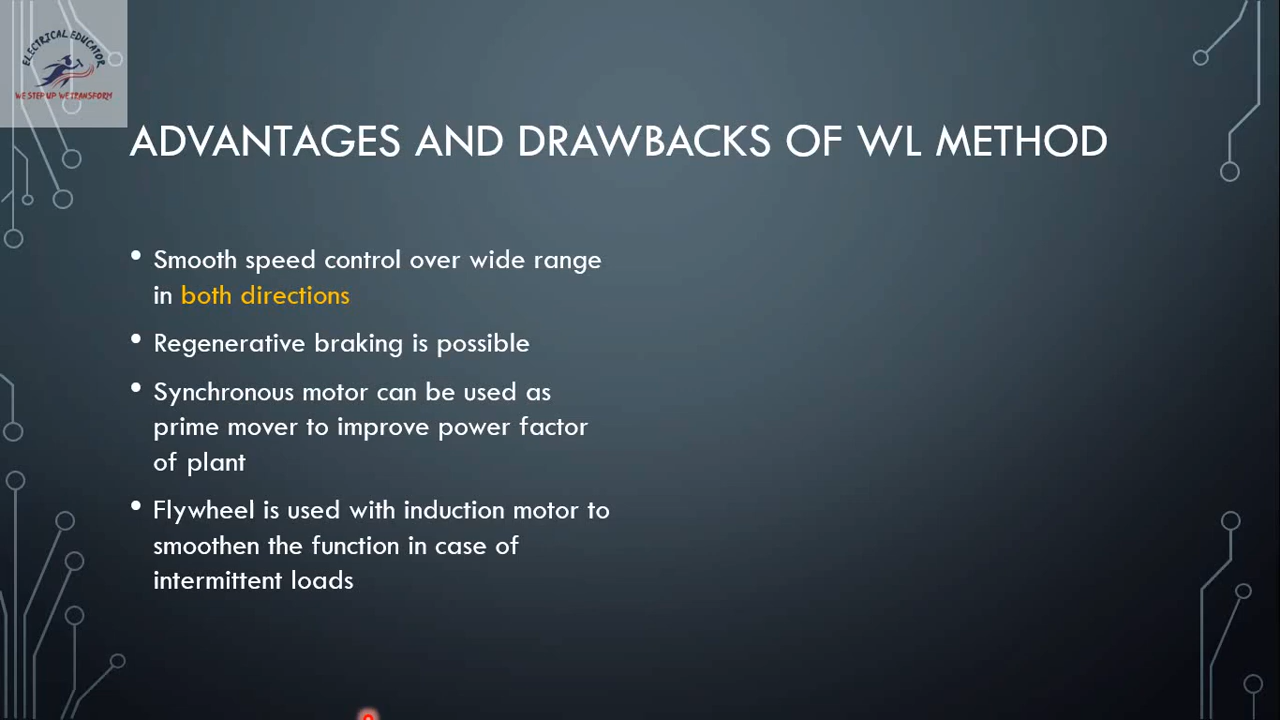 ELECTRICAL EDUCATOR
WE STEP UP WE TRANSFORM
ADVANTAGES AND DRAWBACKS OF WL METHOD
• Smooth speed control over wide range
in both directions
• Regenerative braking is possible
• Synchronous motor can be used as
prime mover to improve power factor
of plant
• Flywheel is used with induction motor to
smoothen the function in case of
intermittent loads